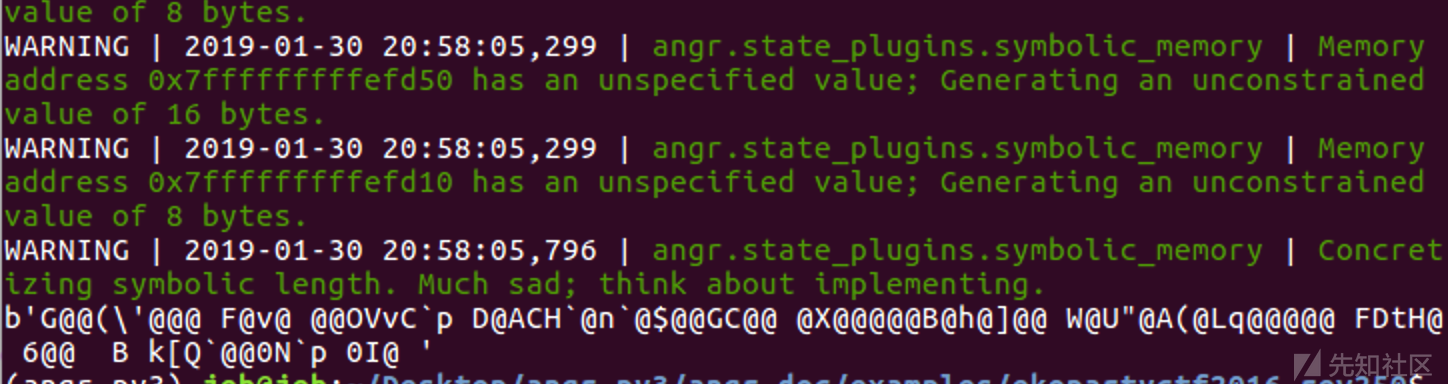 value of 8 bytes.
WARNING | 2019-01-30 20:58:05,299 | angr.state_plugins.symbolic_memory | Memory
address 0x7fffffffffefd50 has an unspecified value; Generating an unconstrained
value of 16 bytes.
WARNING | 2019-01-30 20:58:05,299 | angr.state_plugins.symbolic_memory | Memory
address 0x7fffffffffefd10 has an unspecified value; Generating an unconstrained
value of 8 bytes.
WARNING | 2019-01-30 20:58:05,796 | angr.state_plugins.symbolic_memory | Concret
izing symbolic length. Much sad; think about implementing.
b'G@@(\'@@@ F@v@ @@OVvC`p D@ACH`@n`@$@@GC@@ @X@@@@@B@h@]@@ W@U"@A(@Lq@@@@@ FDtH@
 6@@  B k[Q`@@0N`p 0I@ '
先知社区